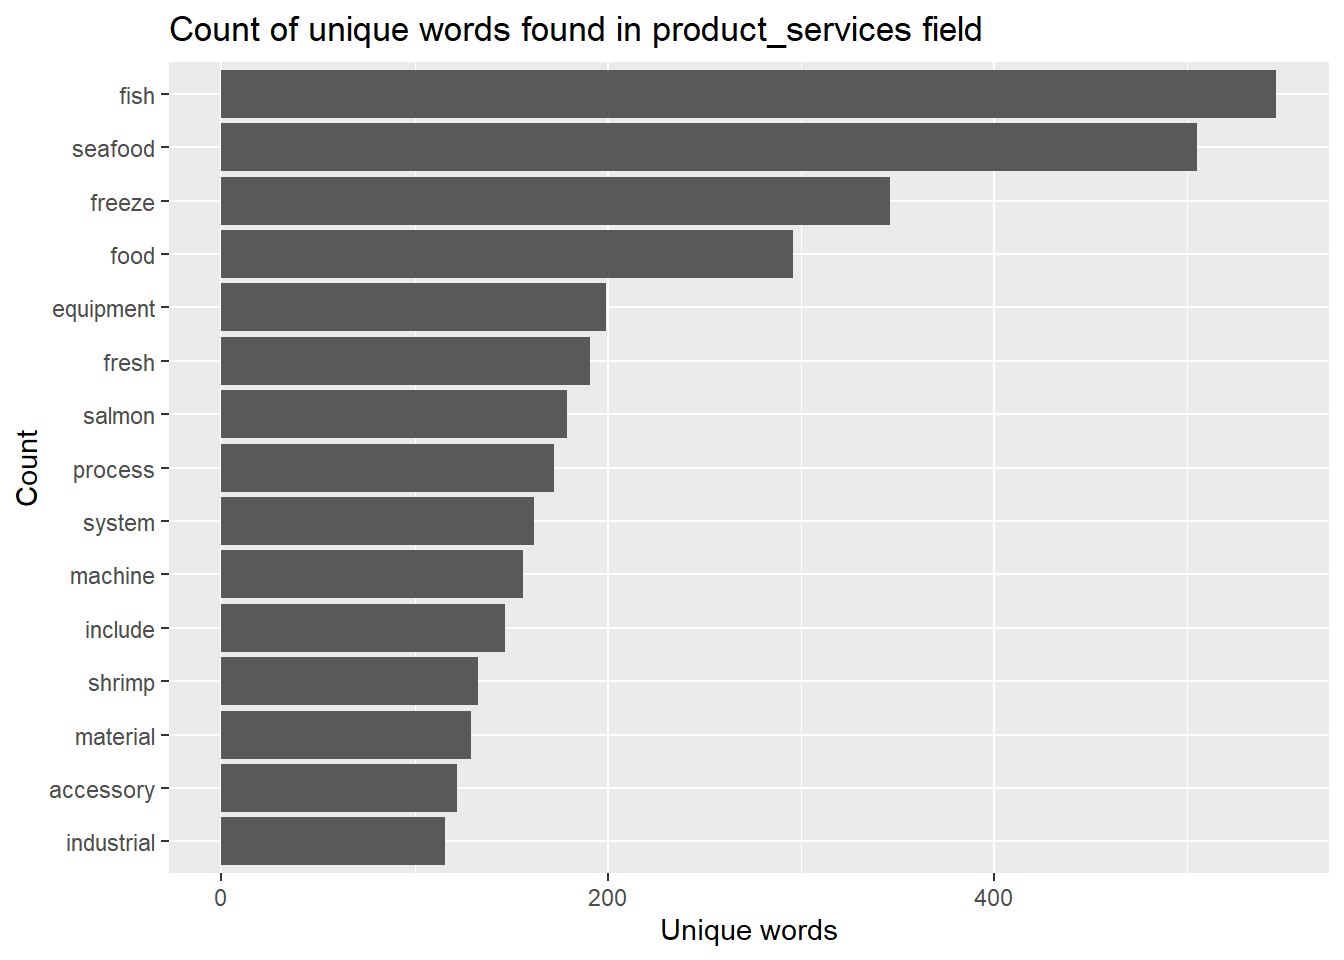 Count of unique words found in product_services field
fish
seafood
freeze
food
equipment
fresh
salmon
process
system
machine
include
shrimp
material
accessory
industrial
Count
0 200 400
Unique words